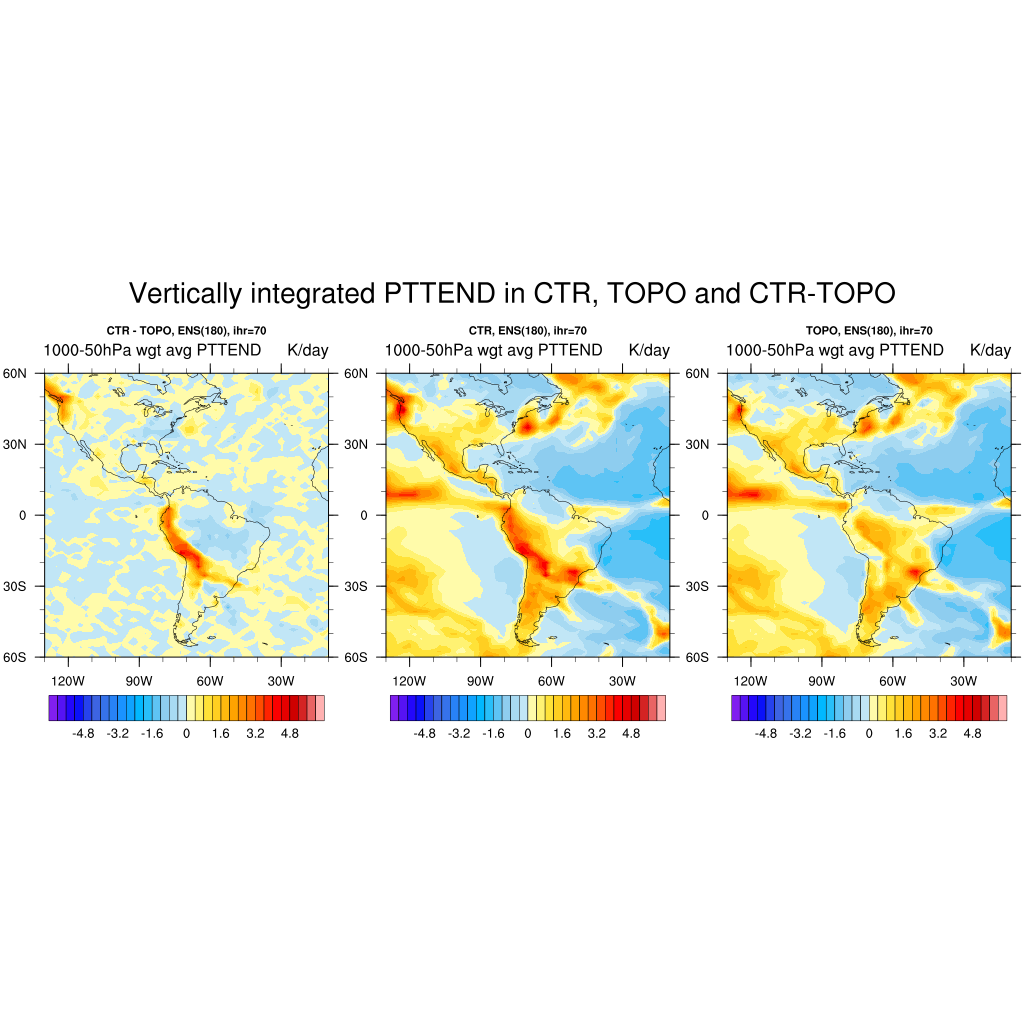 Vertically integrated PTTEND in CTR, TOPO and CTR-TOPO
CTR - TOPO, ENS(180), ihr=70
1000-50hPa wgt avg PTTEND K/day
60N
30N
0
30S
60S
120W 90W 60W 30W
-4.8 -3.2 -1.6 0 1.6 3.2 4.8
CTR, ENS(180), ihr=70
1000-50hPa wgt avg PTTEND K/day
60N
30N
0
30S
60S
120W 90W 60W 30W
-4.8 -3.2 -1.6 0 1.6 3.2 4.8
TOPO, ENS(180), ihr=70
1000-50hPa wgt avg PTTEND K/day
60N
30N
0
30S
60S
120W 90W 60W 30W
-4.8 -3.2 -1.6 0 1.6 3.2 4.8